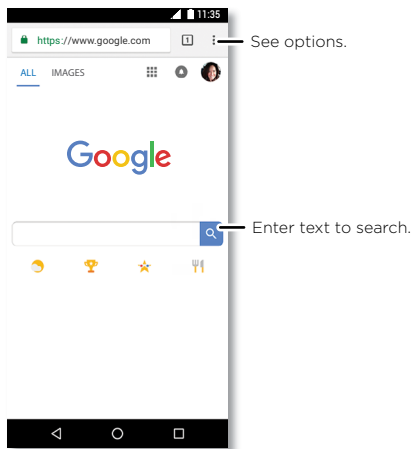 11:35
https://www.google.com 1
See options.
ALL IMAGES
Google
Enter text to search.